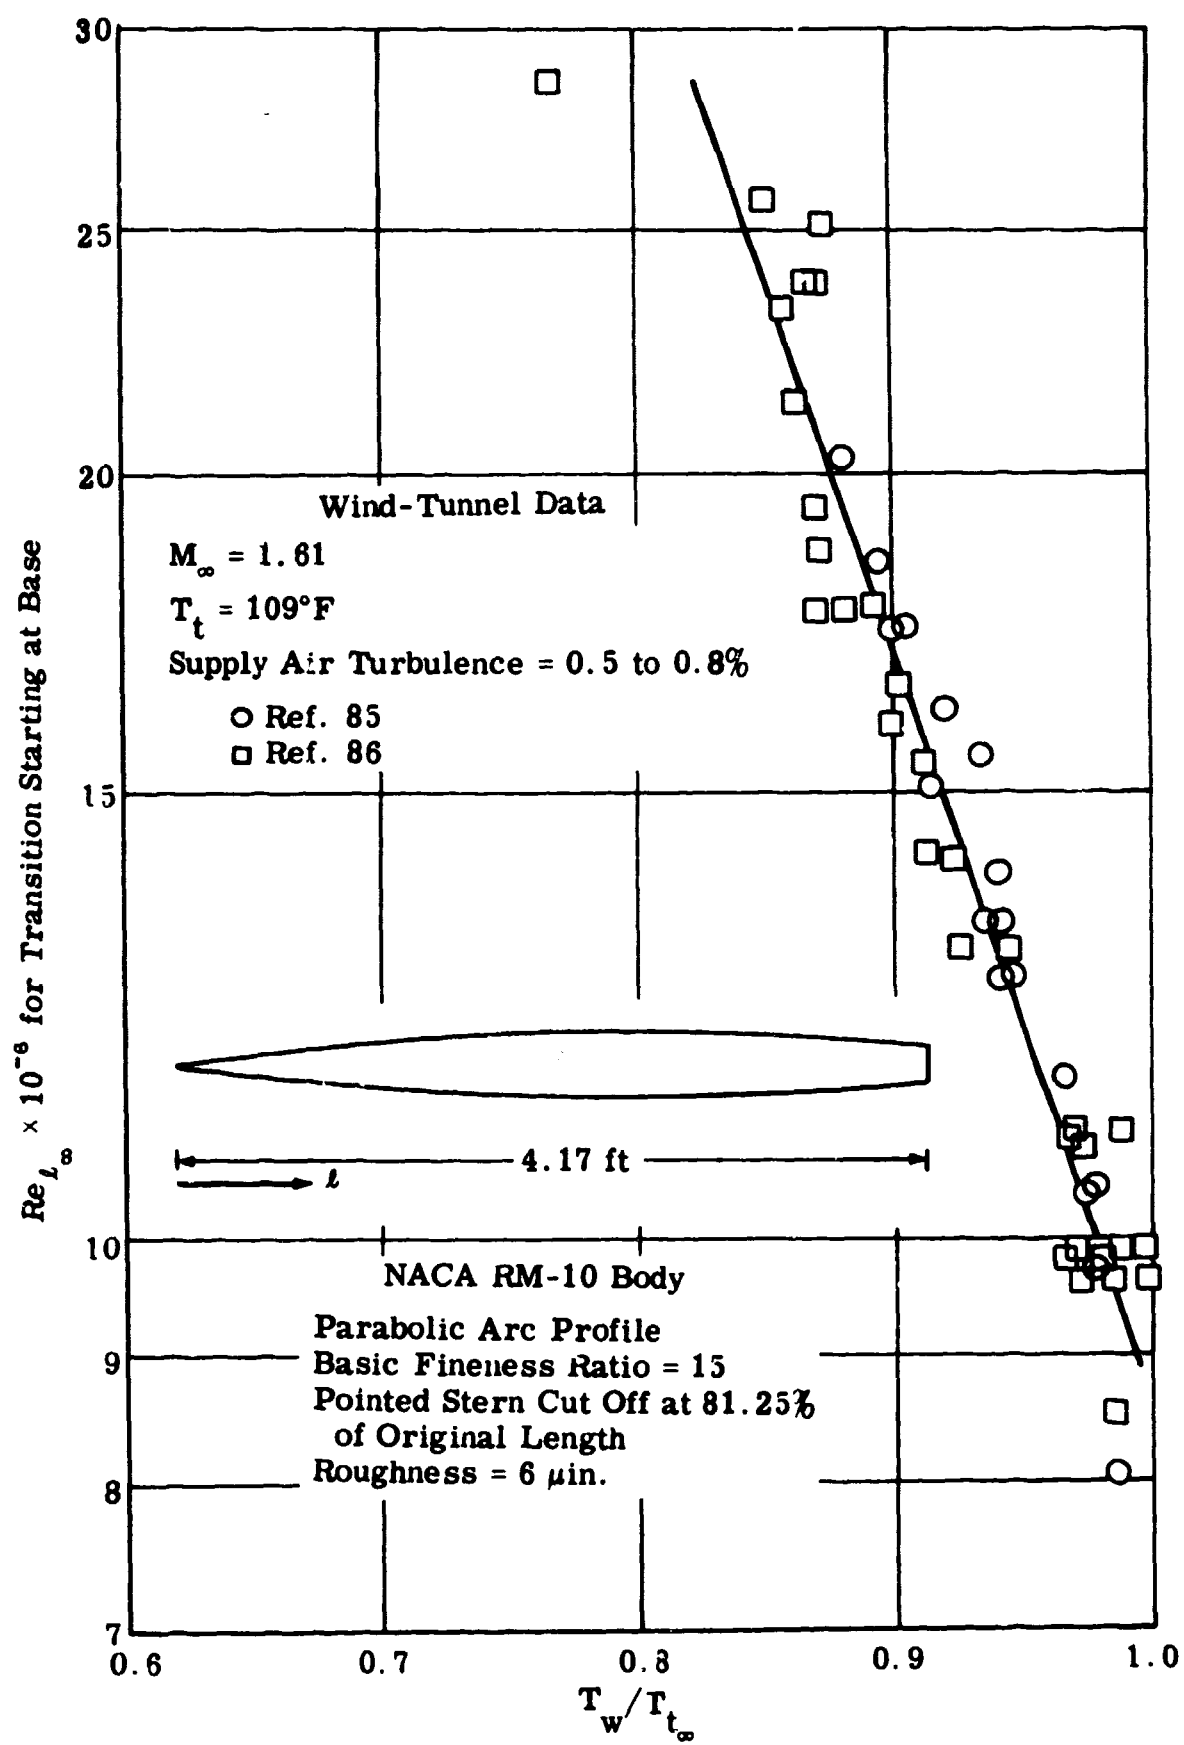 30
25
20
15
10
9
8
7
Re ℓ∞ × 10⁻⁶ for Transition Starting at Base
Wind-Tunnel Data
M∞ = 1.61
Tt = 109°F
Supply Air Turbulence = 0.5 to 0.8%
Ref. 85
Ref. 86
4.17 ft
ℓ
NACA RM-10 Body
Parabolic Arc Profile
Basic Fineness Ratio = 15
Pointed Stern Cut Off at 81.25%
of Original Length
Roughness = 6 μin.
0.6 0.7 0.8 0.9 1.0
Tw/Tt∞